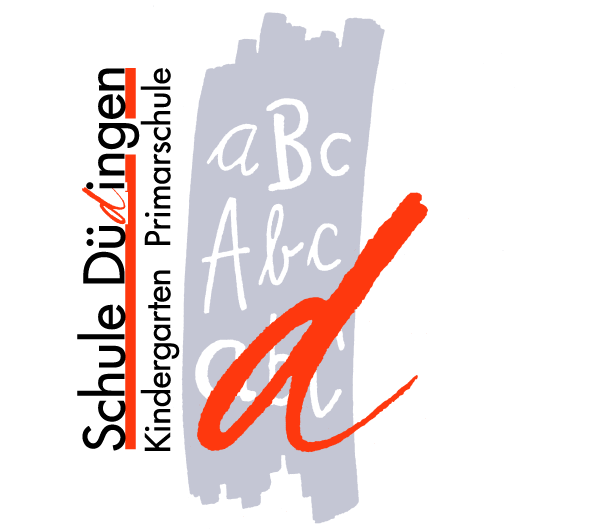 Schule Düdingen
Kindergarten Primarschule
aBc
Abc
abc
d